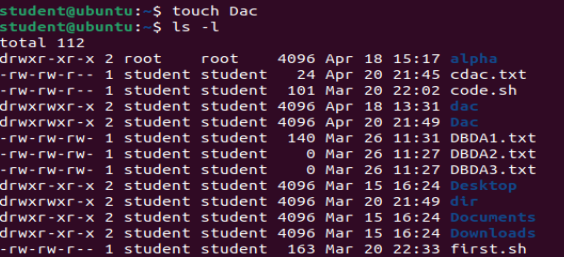 student@ubuntu:~$ touch Dac
student@ubuntu:~$ ls -l
total 112
drwxr-xr-x 2 root    root    4096 Apr 18 15:17 alpha
-rw-rw-r-- 1 student student   24 Apr 20 21:45 cdac.txt
-rw-rw-r-- 1 student student  101 Mar 20 22:02 code.sh
drwxrwxr-x 2 student student 4096 Apr 18 13:31 dac
drwxrwxr-x 2 student student 4096 Apr 20 21:49 Dac
-rw-rw-rw- 1 student student  140 Mar 26 11:31 DBDA1.txt
-rw-rw-rw- 1 student student    0 Mar 26 11:27 DBDA2.txt
-rw-rw-rw- 1 student student    0 Mar 26 11:27 DBDA3.txt
drwxr-xr-x 2 student student 4096 Mar 15 16:24 Desktop
drwxrwxr-x 2 student student 4096 Mar 20 21:49 dir
drwxr-xr-x 2 student student 4096 Mar 15 16:24 Documents
drwxr-xr-x 2 student student 4096 Mar 15 16:24 Downloads
-rw-rw-r-- 1 student student  163 Mar 20 22:33 first.sh